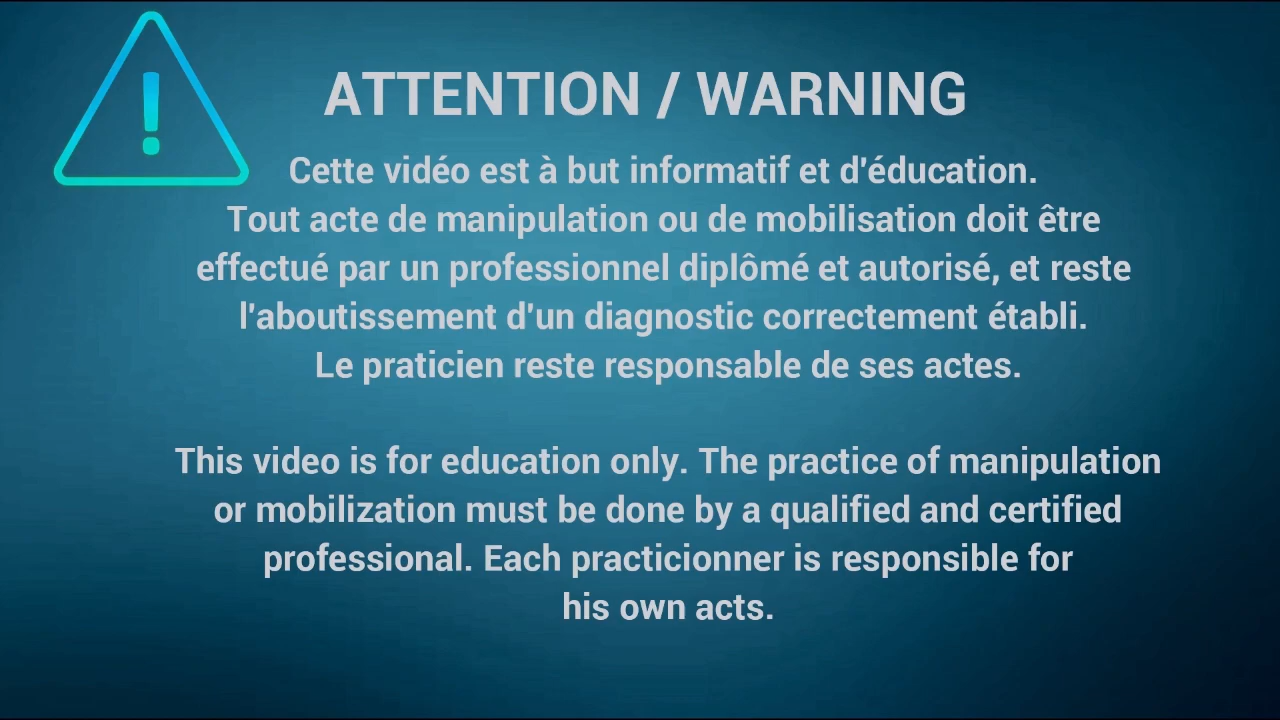 ATTENTION / WARNING
Cette vidéo est à but informatif et d'éducation.
Tout acte de manipulation ou de mobilisation doit être
effectué par un professionnel diplômé et autorisé, et reste
l'aboutissement d'un diagnostic correctement établi.
Le praticien reste responsable de ses actes.
This video is for education only. The practice of manipulation
or mobilization must be done by a qualified and certified
professional. Each practicionner is responsible for
his own acts.